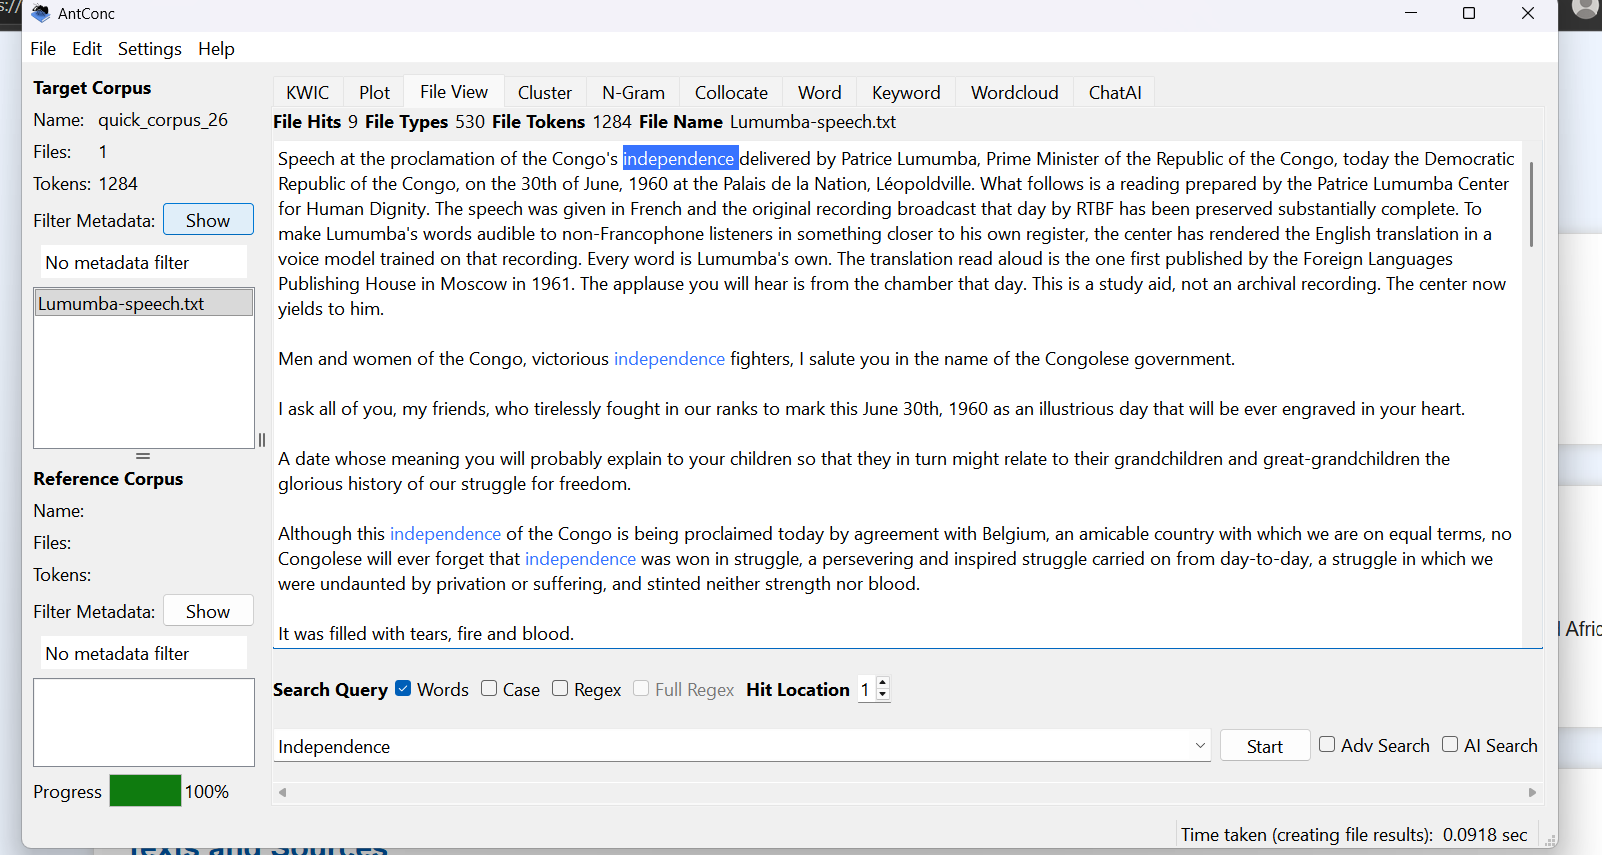 s://
AntConc
File Edit Settings Help
Target Corpus
Name: quick_corpus_26
Files: 1
Tokens: 1284
Filter Metadata: Show
No metadata filter
Lumumba-speech.txt
Reference Corpus
Name:
Files:
Tokens:
Filter Metadata: Show
No metadata filter
Progress 100%
KWIC Plot File View Cluster N-Gram Collocate Word Keyword Wordcloud ChatAI
File Hits 9 File Types 530 File Tokens 1284 File Name Lumumba-speech.txt
Speech at the proclamation of the Congo's independence delivered by Patrice Lumumba, Prime Minister of the Republic of the Congo, today the Democratic
Republic of the Congo, on the 30th of June, 1960 at the Palais de la Nation, Léopoldville. What follows is a reading prepared by the Patrice Lumumba Center
for Human Dignity. The speech was given in French and the original recording broadcast that day by RTBF has been preserved substantially complete. To
make Lumumba's words audible to non-Francophone listeners in something closer to his own register, the center has rendered the English translation in a
voice model trained on that recording. Every word is Lumumba's own. The translation read aloud is the one first published by the Foreign Languages
Publishing House in Moscow in 1961. The applause you will hear is from the chamber that day. This is a study aid, not an archival recording. The center now
yields to him.
Men and women of the Congo, victorious independence fighters, I salute you in the name of the Congolese government.
I ask all of you, my friends, who tirelessly fought in our ranks to mark this June 30th, 1960 as an illustrious day that will be ever engraved in your heart.
A date whose meaning you will probably explain to your children so that they in turn might relate to their grandchildren and great-grandchildren the
glorious history of our struggle for freedom.
Although this independence of the Congo is being proclaimed today by agreement with Belgium, an amicable country with which we are on equal terms, no
Congolese will ever forget that independence was won in struggle, a persevering and inspired struggle carried on from day-to-day, a struggle in which we
were undaunted by privation or suffering, and stinted neither strength nor blood.
It was filled with tears, fire and blood.
Search Query Words Case Regex Full Regex Hit Location 1
Independence Start Adv Search AI Search
Time taken (creating file results): 0.0918 sec
l Afric
Texts and Sources